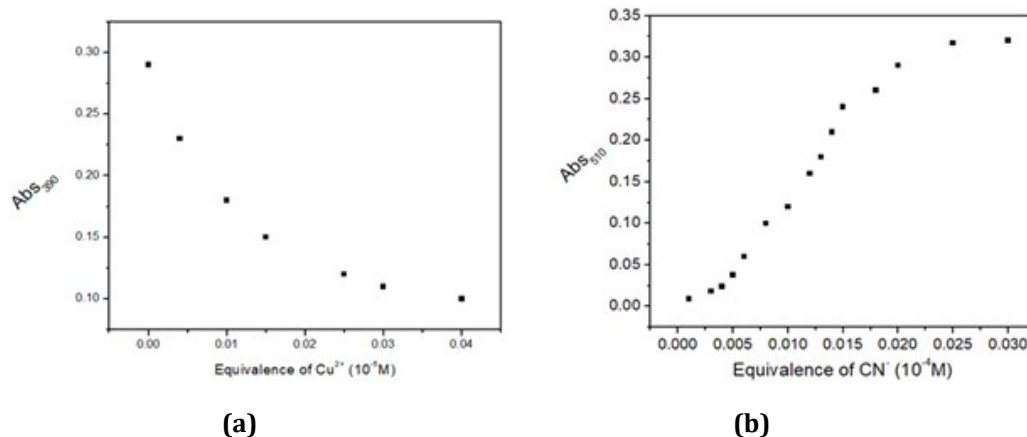 0.30
0.25
0.20
0.15
0.10
Abs₃₉₀
0.00 0.01 0.02 0.03 0.04
Equivalence of Cu²⁺ (10⁻⁵M)
(a)
0.35
0.30
0.25
0.20
0.15
0.10
0.05
0.00
Abs₅₁₀
0.000 0.005 0.010 0.015 0.020 0.025 0.030
Equivalence of CN⁻ (10⁻⁴M)
(b)